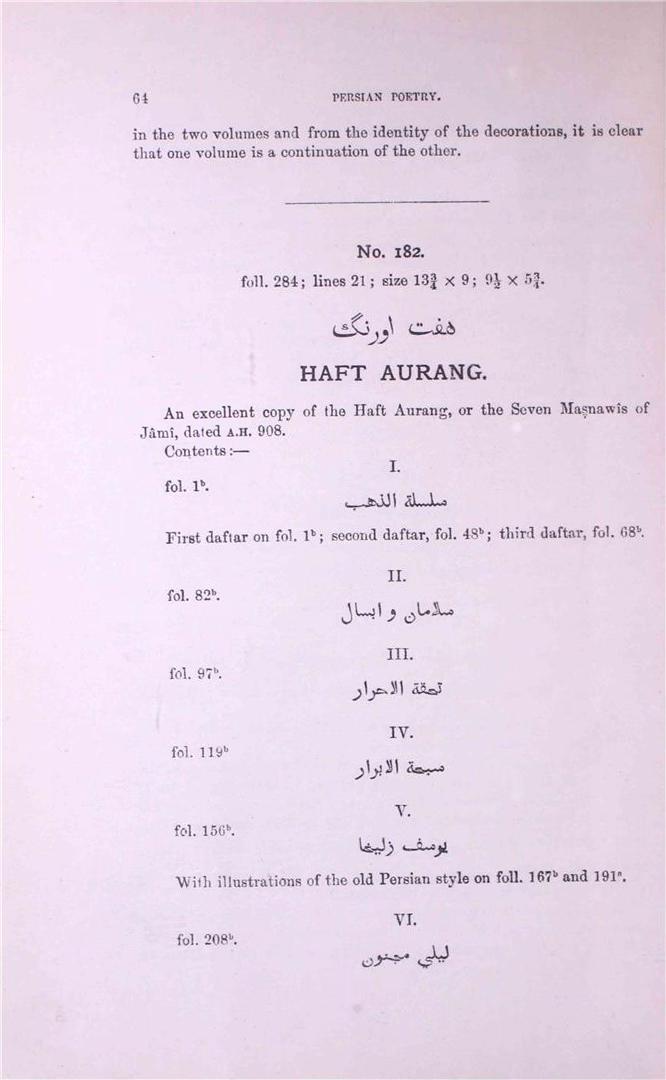 64 PERSIAN POETRY.
in the two volumes and from the identity of the decorations, it is clear
that one volume is a continuation of the other.
No. 182.
foll. 284; lines 21; size 13¾ × 9; 9½ × 5¾.
هفت اورنگ
HAFT AURANG.
An excellent copy of the Haft Aurang, or the Seven Maṣnawîs of
Jâmî, dated A.H. 908.
Contents:—
I.
fol. 1ᵇ.
سلسلة الذهب
First daftar on fol. 1ᵇ; second daftar, fol. 48ᵇ; third daftar, fol. 68ᵇ.
II.
fol. 82ᵇ.
سلامان و ابسال
III.
fol. 97ᵇ.
تحفة الاحرار
IV.
fol. 119ᵇ
سبحة الابرار
V.
fol. 156ᵇ.
يوسف زليخا
With illustrations of the old Persian style on foll. 167ᵇ and 191ᵃ.
VI.
fol. 208ᵇ.
ليلي مجنون